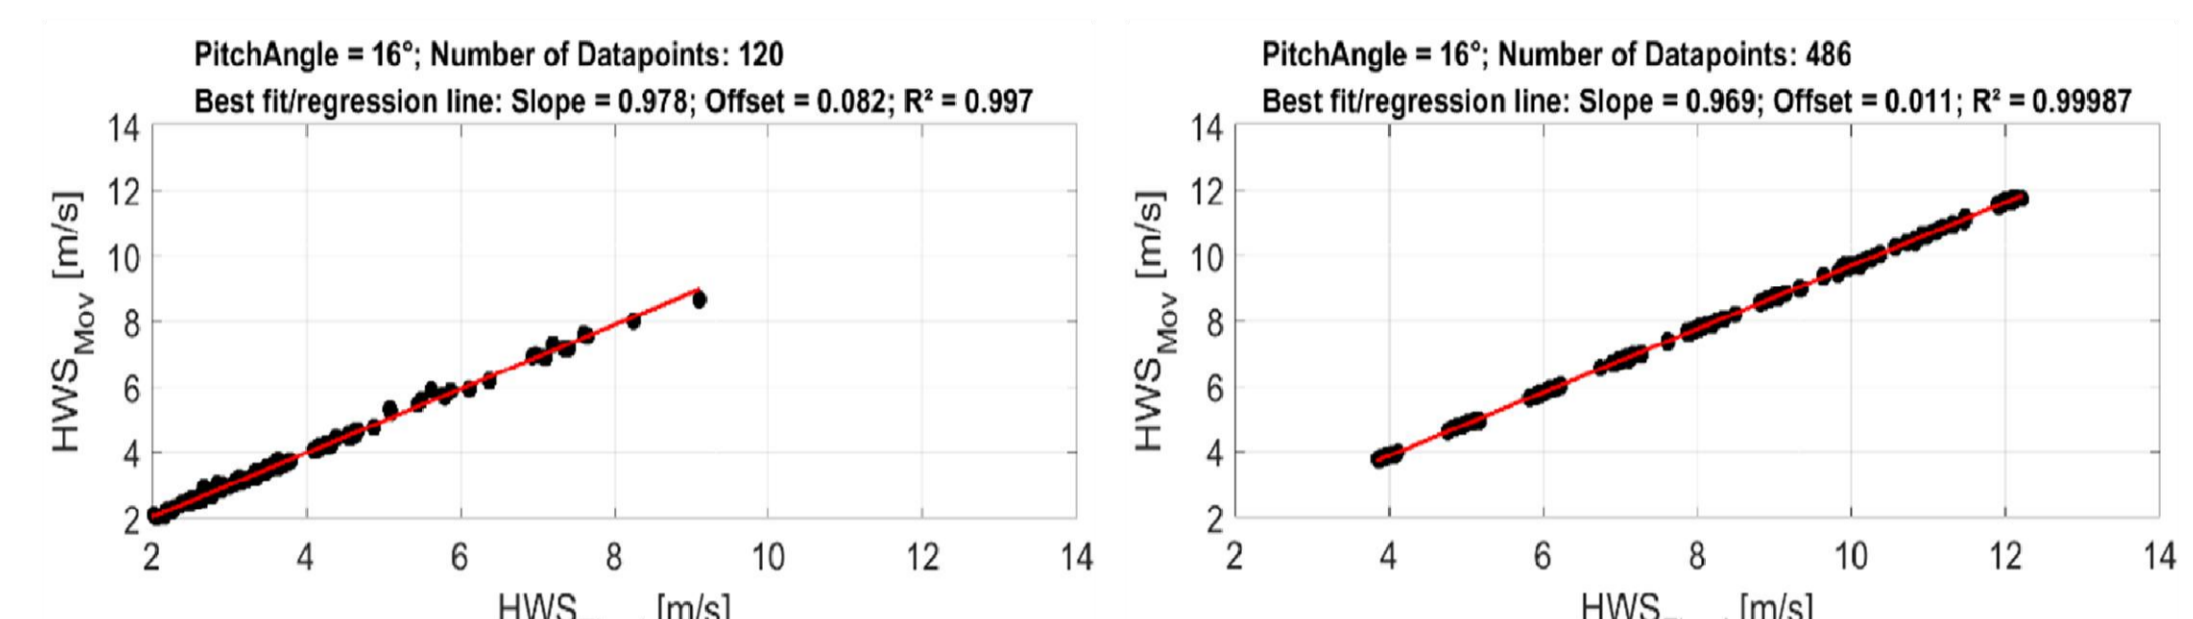 PitchAngle = 16°; Number of Datapoints: 120
Best fit/regression line: Slope = 0.978; Offset = 0.082; R² = 0.997
14
12
10
8
6
4
2
HWS_Mov [m/s]
2 4 6 8 10 12 14
HWS [m/s]
PitchAngle = 16°; Number of Datapoints: 486
Best fit/regression line: Slope = 0.969; Offset = 0.011; R² = 0.99987
14
12
10
8
6
4
2
HWS_Mov [m/s]
2 4 6 8 10 12 14
HWS [m/s]